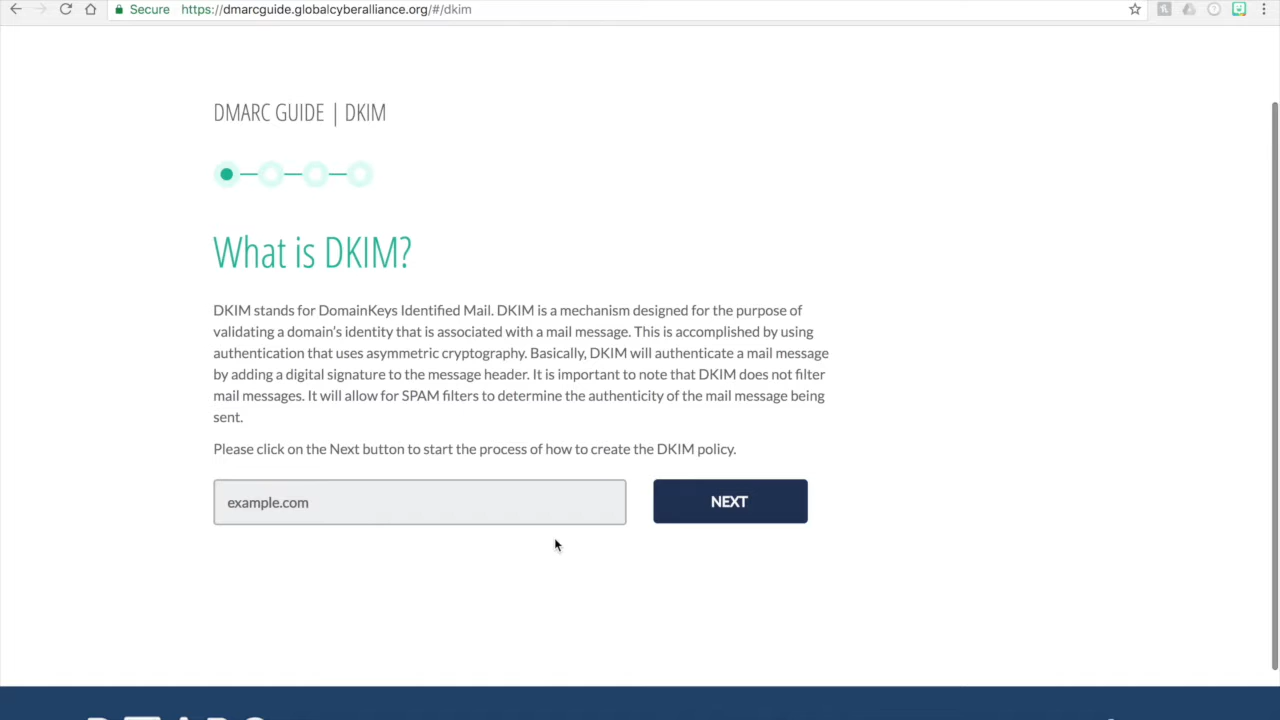 Secure https://dmarcguide.globalcyberalliance.org/#/dkim
DMARC GUIDE | DKIM
What is DKIM?
DKIM stands for DomainKeys Identified Mail. DKIM is a mechanism designed for the purpose of
validating a domain’s identity that is associated with a mail message. This is accomplished by using
authentication that uses asymmetric cryptography. Basically, DKIM will authenticate a mail message
by adding a digital signature to the message header. It is important to note that DKIM does not filter
mail messages. It will allow for SPAM filters to determine the authenticity of the mail message being
sent.
Please click on the Next button to start the process of how to create the DKIM policy.
example.com
NEXT